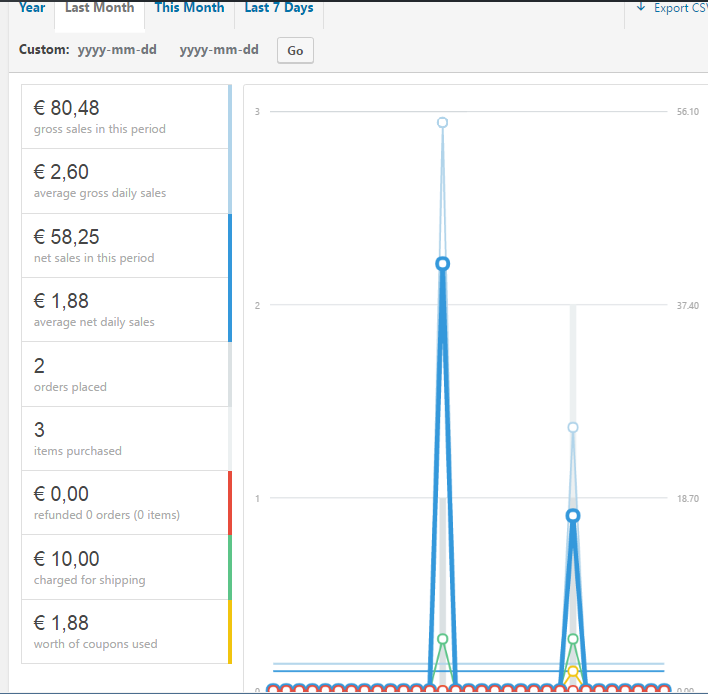 Year Last Month This Month Last 7 Days Export CSV
Custom: yyyy-mm-dd yyyy-mm-dd Go
€ 80,48
gross sales in this period
€ 2,60
average gross daily sales
€ 58,25
net sales in this period
€ 1,88
average net daily sales
2
orders placed
3
items purchased
€ 0,00
refunded 0 orders (0 items)
€ 10,00
charged for shipping
€ 1,88
worth of coupons used
3 56.10
2 37.40
1 18.70
0 0.00